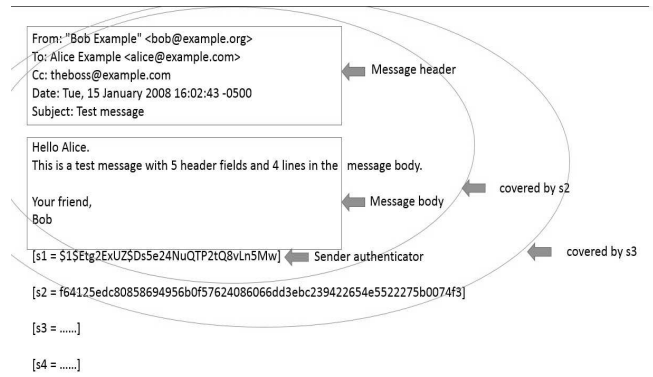 From: "Bob Example" <bob@example.org>
To: Alice Example <alice@example.com>
Cc: theboss@example.com
Date: Tue, 15 January 2008 16:02:43 -0500
Subject: Test message
Message header
Hello Alice.
This is a test message with 5 header fields and 4 lines in the message body.
Your friend,
Bob
Message body
covered by s2
[s1 = $1$Etg2ExUZ$Ds5e24NuQTP2tQ8vLn5Mw]
Sender authenticator
covered by s3
[s2 = f64125edc80858694956b0f57624086066dd3ebc239422654e5522275b0074f3]
[s3 = ......]
[s4 = ......]